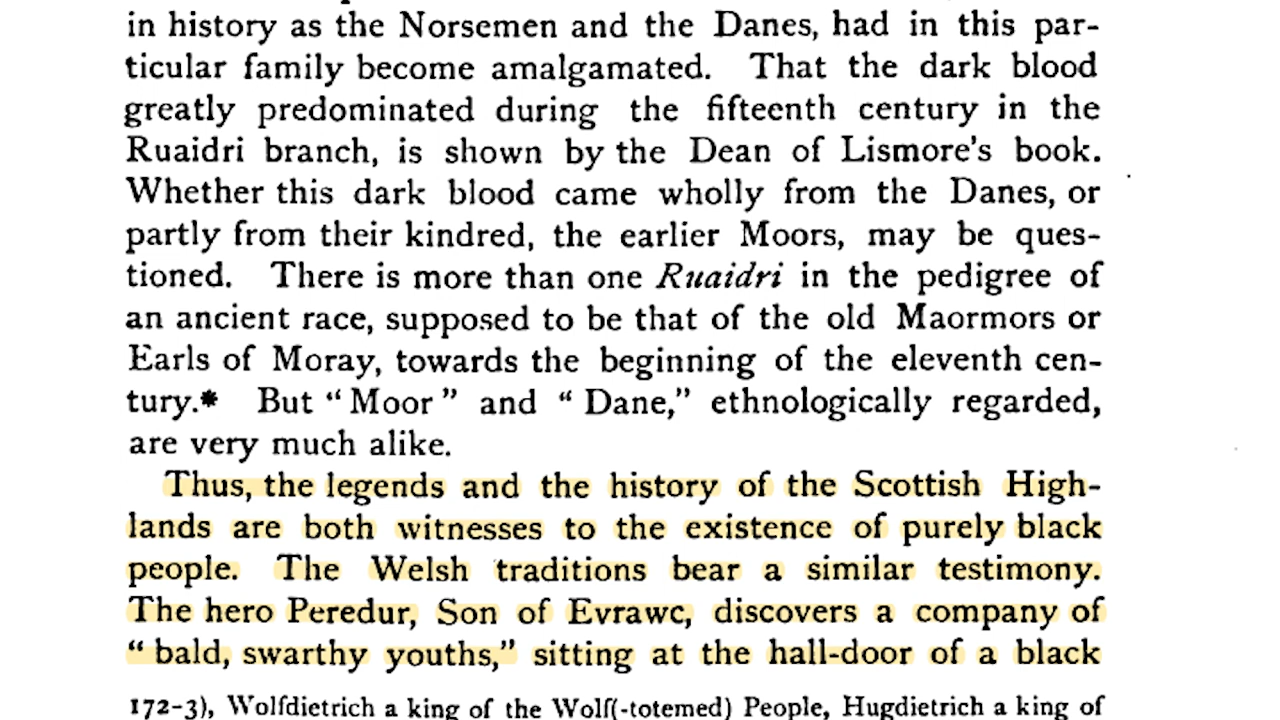 in history as the Norsemen and the Danes, had in this par-
ticular family become amalgamated. That the dark blood
greatly predominated during the fifteenth century in the
Ruaidri branch, is shown by the Dean of Lismore's book.
Whether this dark blood came wholly from the Danes, or
partly from their kindred, the earlier Moors, may be ques-
tioned. There is more than one Ruaidri in the pedigree of
an ancient race, supposed to be that of the old Maormors or
Earls of Moray, towards the beginning of the eleventh cen-
tury.* But “Moor” and “Dane,” ethnologically regarded,
are very much alike.
Thus, the legends and the history of the Scottish High-
lands are both witnesses to the existence of purely black
people. The Welsh traditions bear a similar testimony.
The hero Peredur, Son of Evrawc, discovers a company of
“bald, swarthy youths,” sitting at the hall-door of a black
172-3), Wolfdietrich a king of the Wolf(-totemed) People, Hugdietrich a king of